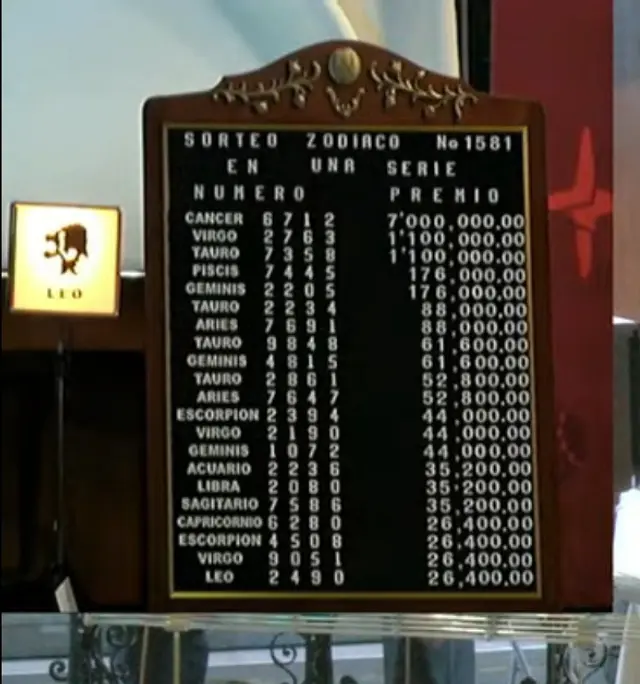 SORTEO ZODIACO No 1581
EN UNA SERIE
NUMERO PREMIO
CANCER 6712 7'000,000.00
VIRGO 2763 1'100,000.00
TAURO 7358 1'100,000.00
PISCIS 7445 176,000.00
GEMINIS 2205 176,000.00
TAURO 2234 88,000.00
ARIES 7691 88,000.00
TAURO 9848 61,600.00
GEMINIS 4815 61,600.00
TAURO 2861 52,800.00
ARIES 7647 52,800.00
ESCORPION 2394 44,000.00
VIRGO 2190 44,000.00
GEMINIS 1072 44,000.00
ACUARIO 2236 35,200.00
LIBRA 2080 35,200.00
SAGITARIO 7586 35,200.00
CAPRICORNIO 6280 26,400.00
ESCORPION 4508 26,400.00
VIRGO 9051 26,400.00
LEO 2490 26,400.00
LEO